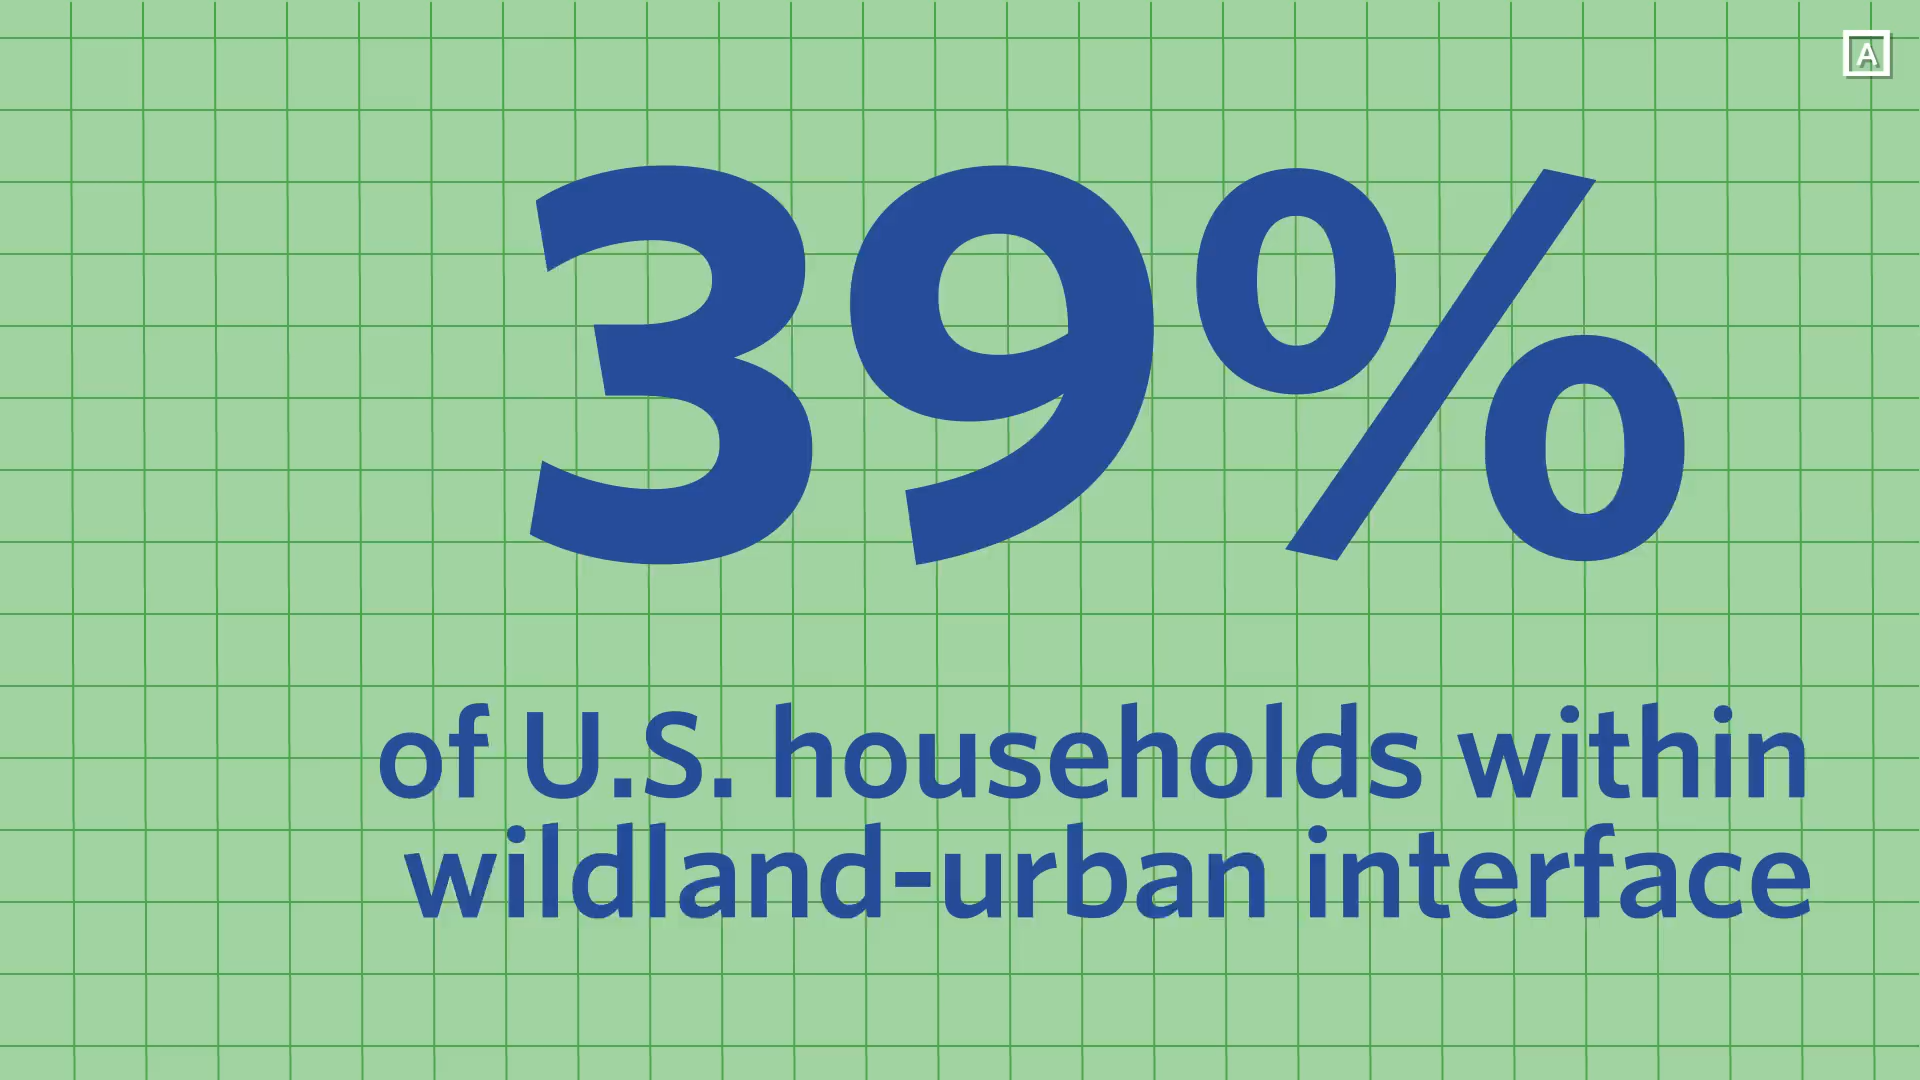 A
39%
of U.S. households within
wildland-urban interface